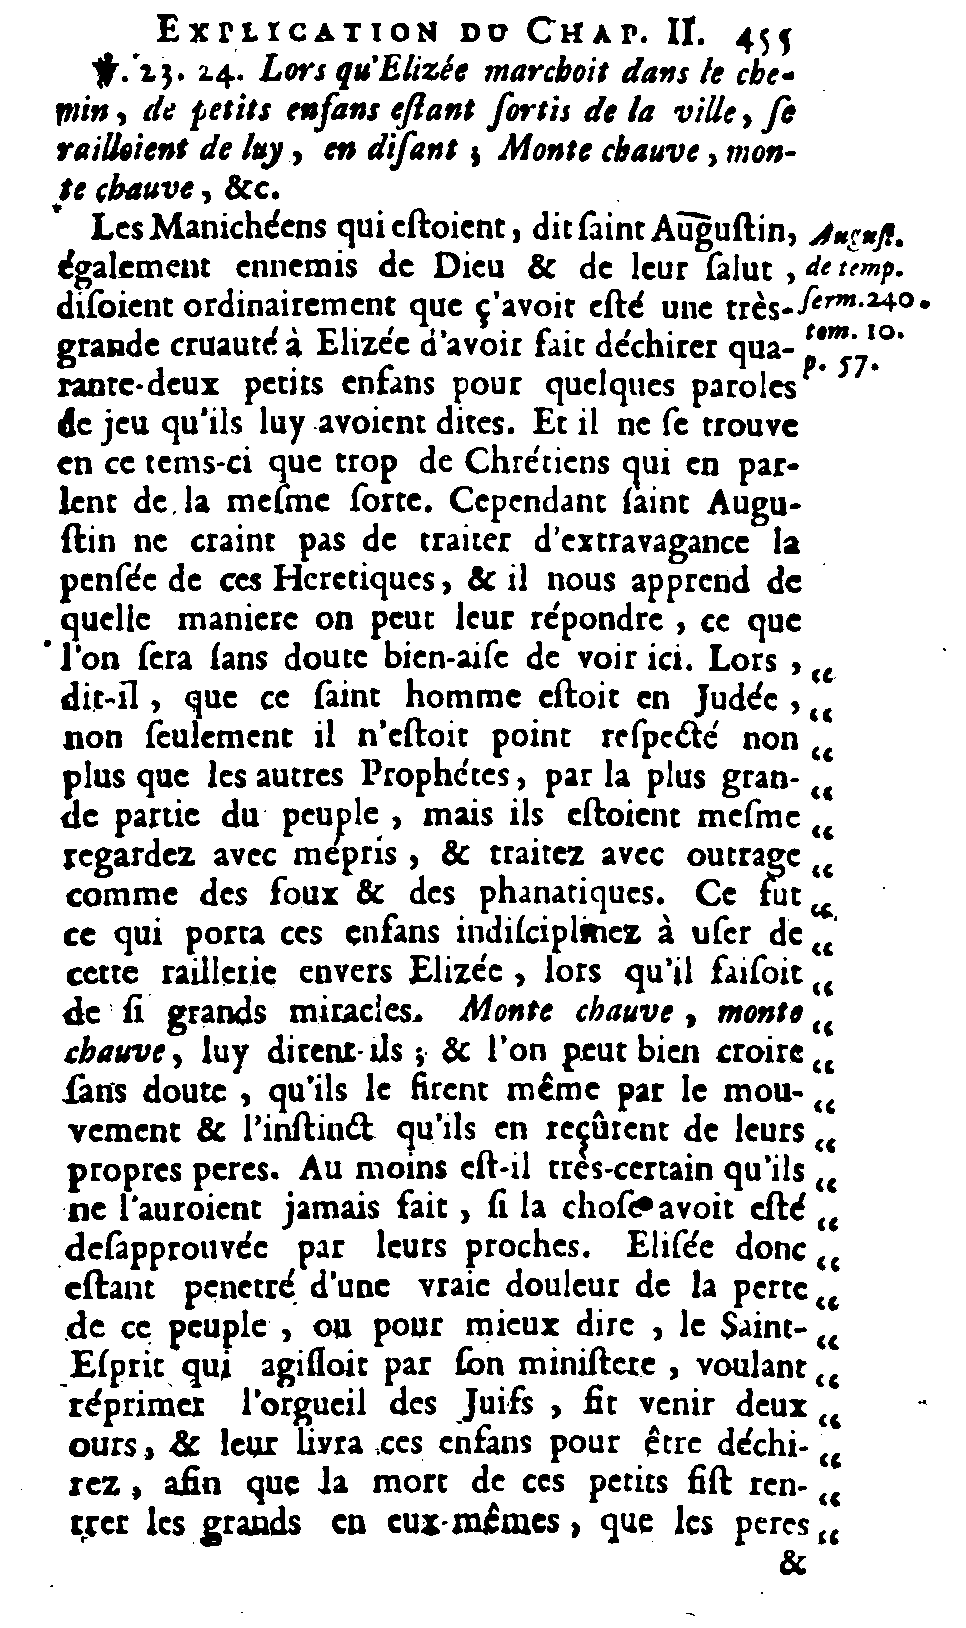 EXPLICATION DU CHAP. II. 455
℣. 23. 24. Lors qu'Elizée marchoit dans le che-
min, de petits enfans eſtant ſortis de la ville, ſe
railloient de luy, en diſant ; Monte chauve, mon-
te chauve, &c.
Les Manichéens qui eſtoient, dit ſaint Auguſtin,
également ennemis de Dieu & de leur ſalut,
diſoient ordinairement que ç'avoit eſté une très-
grande cruauté à Elizée d'avoir fait déchirer qua-
rante-deux petits enfans pour quelques paroles
de jeu qu'ils luy avoient dites. Et il ne ſe trouve
en ce tems-ci que trop de Chrétiens qui en par-
lent de la meſme ſorte. Cependant ſaint Augu-
ſtin ne craint pas de traiter d'extravagance la
penſée de ces Heretiques, & il nous apprend de
quelle maniere on peut leur répondre, ce que
l'on ſera ſans doute bien-aiſe de voir ici. Lors, “
dit-il, que ce ſaint homme eſtoit en Judée, “
non ſeulement il n'eſtoit point reſpecté non “
plus que les autres Prophétes, par la plus gran- “
de partie du peuple, mais ils eſtoient meſme “
regardez avec mépris, & traitez avec outrage “
comme des foux & des phanatiques. Ce fut “
ce qui porta ces enfans indiſciplinez à uſer de “
cette raillerie envers Elizée, lors qu'il faiſoit “
de ſi grands miracles. Monte chauve, monte “
chauve, luy dirent-ils ; & l'on peut bien croire “
ſans doute, qu'ils le firent même par le mou- “
vement & l'inſtinct qu'ils en reçûrent de leurs “
propres peres. Au moins eſt-il très-certain qu'ils “
ne l'auroient jamais fait, ſi la choſe avoit eſté “
deſapprouvée par leurs proches. Eliſée donc “
eſtant penetré d'une vraie douleur de la perte “
de ce peuple, ou pour mieux dire, le Saint- “
Eſprit qui agiſſoit par ſon miniſtere, voulant “
réprimer l'orgueil des Juifs, fit venir deux “
ours, & leur livra ces enfans pour être déchi- “
rez, afin que la mort de ces petits fiſt ren- “
trer les grands en eux-mêmes, que les peres “
&
Auguſt.
de temp.
ſerm. 240.
tom. 10.
p. 57.